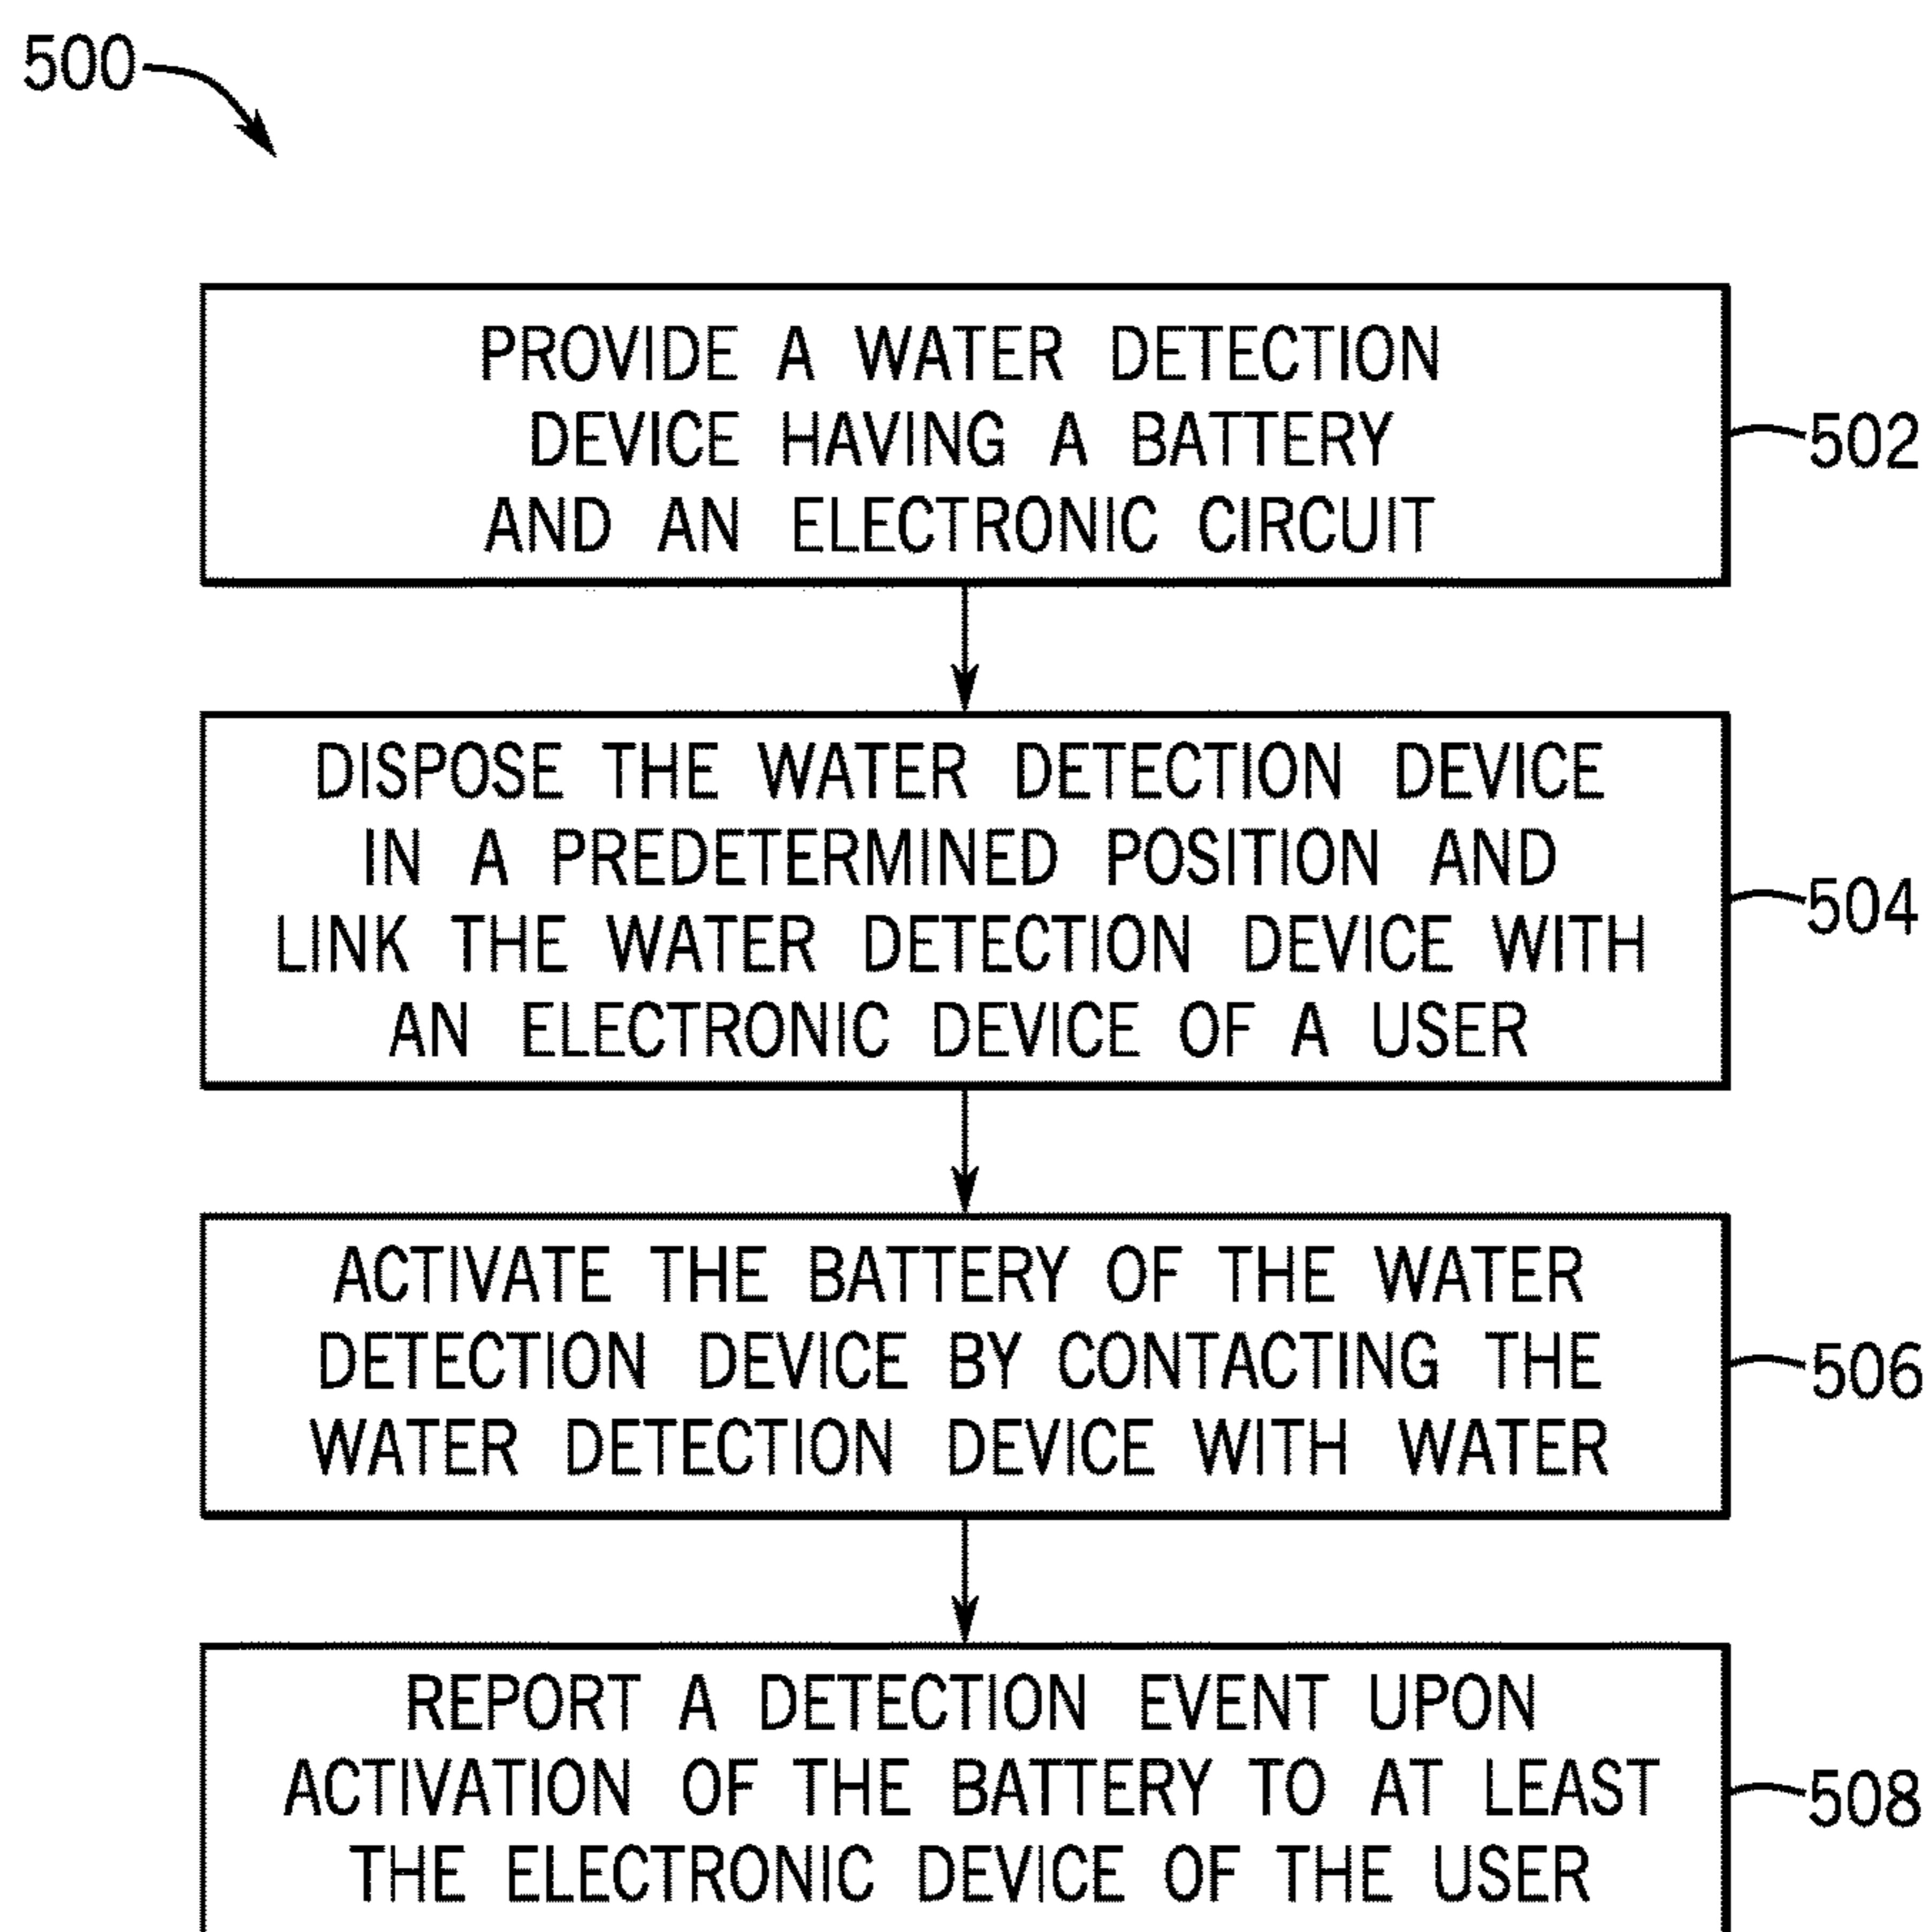 500
PROVIDE A WATER DETECTION
DEVICE HAVING A BATTERY
AND AN ELECTRONIC CIRCUIT
502
DISPOSE THE WATER DETECTION DEVICE
IN A PREDETERMINED POSITION AND
LINK THE WATER DETECTION DEVICE WITH
AN ELECTRONIC DEVICE OF A USER
504
ACTIVATE THE BATTERY OF THE WATER
DETECTION DEVICE BY CONTACTING THE
WATER DETECTION DEVICE WITH WATER
506
REPORT A DETECTION EVENT UPON
ACTIVATION OF THE BATTERY TO AT LEAST
THE ELECTRONIC DEVICE OF THE USER
508